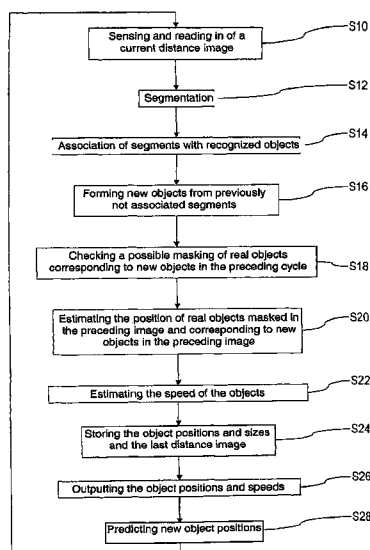 Sensing and reading in of a
current distance image
S10
Segmentation
S12
Association of segments with recognized objects
S14
Forming new objects from previously
not associated segments
S16
Checking a possible masking of real objects
corresponding to new objects in the preceding cycle
S18
Estimating the position of real objects masked in
the preceding image and corresponding to new
objects in the preceding image
S20
Estimating the speed of the objects
S22
Storing the object positions and sizes
and the last distance image
S24
Outputting the object positions and speeds
S26
Predicting new object positions
S28